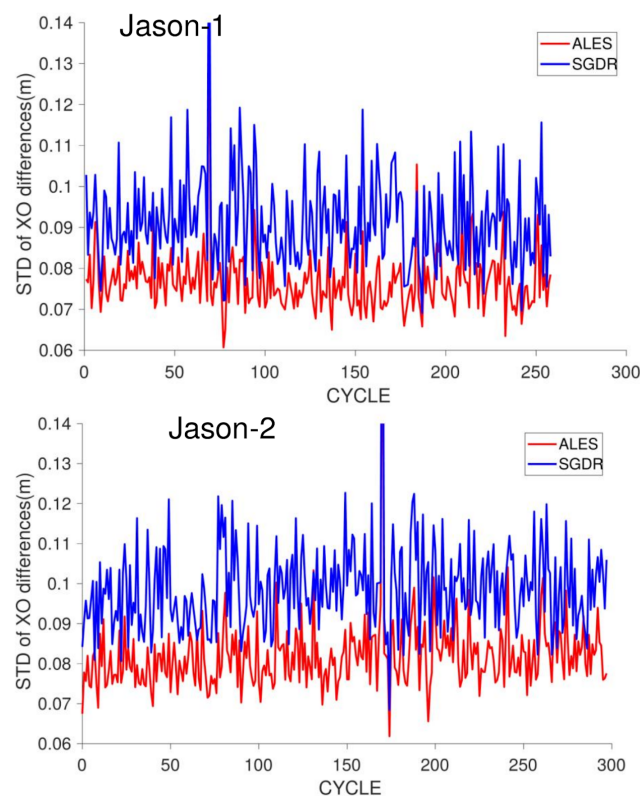 Jason-1
STD of XO differences(m)
0.14
0.13
0.12
0.11
0.1
0.09
0.08
0.07
0.06
ALES
SGDR
0 50 100 150 200 250 300
CYCLE
Jason-2
STD of XO differences(m)
0.14
0.13
0.12
0.11
0.1
0.09
0.08
0.07
0.06
ALES
SGDR
0 50 100 150 200 250 300
CYCLE